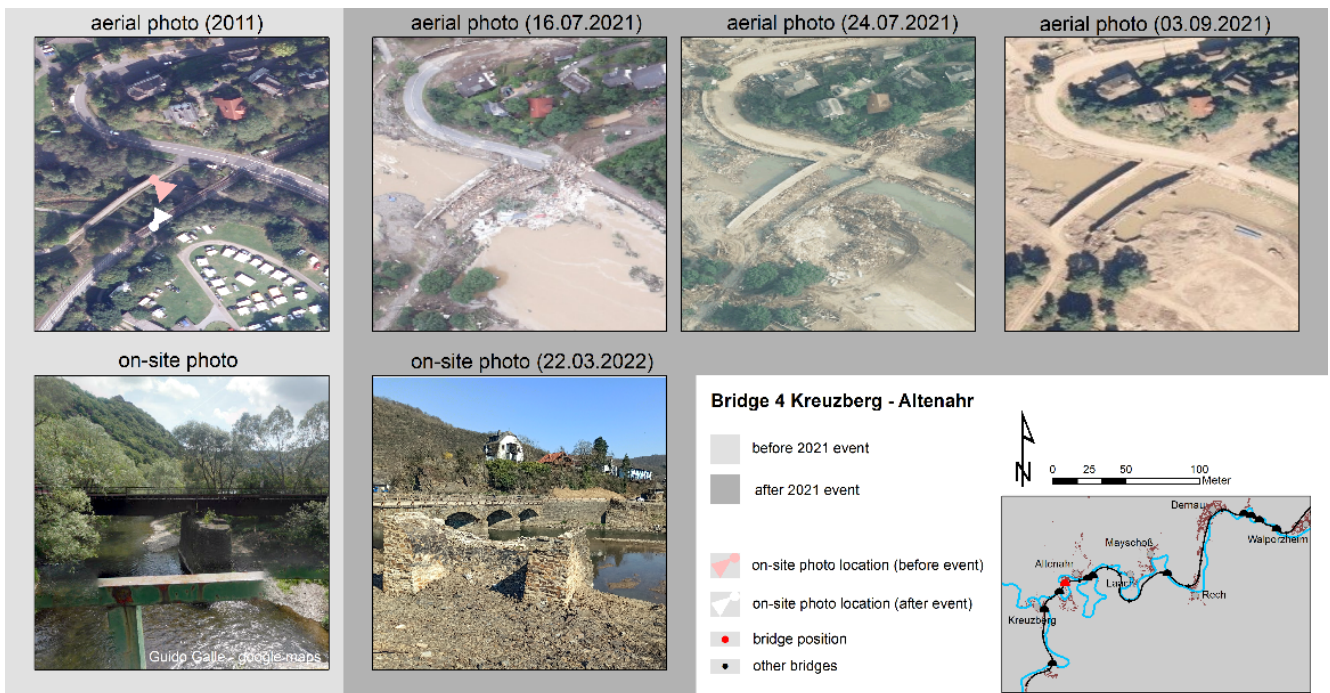 aerial photo (2011)
aerial photo (16.07.2021)
aerial photo (24.07.2021)
aerial photo (03.09.2021)
on-site photo
on-site photo (22.03.2022)
Guido Galle - google-maps
Bridge 4 Kreuzberg - Altenahr
before 2021 event
after 2021 event
on-site photo location (before event)
on-site photo location (after event)
bridge position
other bridges
N
0 25 50 100
Meter
Dernau
Walporzheim
Mayschoß
Altenahr
Laach
Rech
Kreuzberg